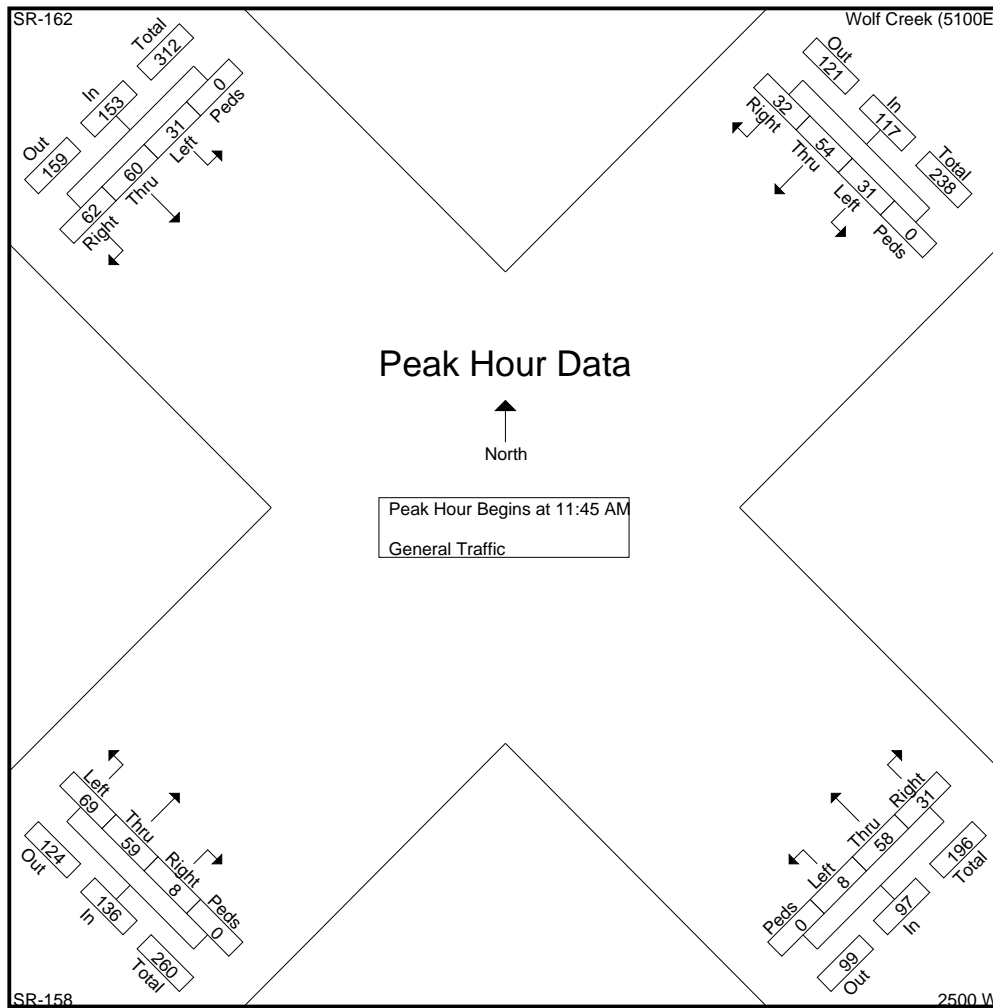 SR-162
Wolf Creek (5100E
Out
In
Total
159
153
312
Right
Thru
Left
Peds
62
60
31
0
Out
In
Total
121
117
238
Right
Thru
Left
Peds
32
54
31
0
Peak Hour Data
North
Peak Hour Begins at 11:45 AM
General Traffic
Left
Thru
Right
Peds
69
59
8
0
Out
In
Total
124
136
260
Peds
Left
Thru
Right
0
8
58
31
Out
In
Total
99
97
196
SR-158
2500 W